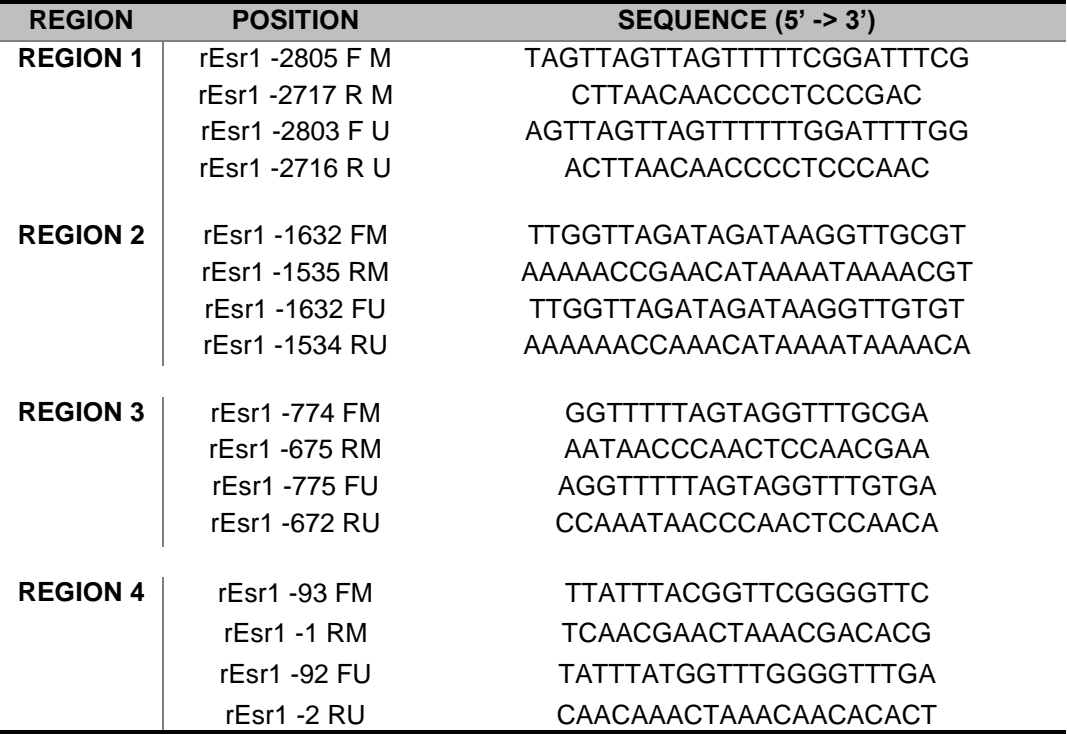 REGION POSITION SEQUENCE (5’ -> 3’)
REGION 1 rEsr1 -2805 F M TAGTTAGTTAGTTTTTCGGATTTCG
rEsr1 -2717 R M CTTAACAACCCCTCCCGAC
rEsr1 -2803 F U AGTTAGTTAGTTTTTTGGATTTTGG
rEsr1 -2716 R U ACTTAACAACCCCTCCCAAC
REGION 2 rEsr1 -1632 FM TTGGTTAGATAGATAAGGTTGCGT
rEsr1 -1535 RM AAAAACCGAACATAAAATAAAACGT
rEsr1 -1632 FU TTGGTTAGATAGATAAGGTTGTGT
rEsr1 -1534 RU AAAAAACCAAACATAAAATAAAACA
REGION 3 rEsr1 -774 FM GGTTTTTAGTAGGTTTGCGA
rEsr1 -675 RM AATAACCCAACTCCAACGAA
rEsr1 -775 FU AGGTTTTTAGTAGGTTTGTGA
rEsr1 -672 RU CCAAATAACCCAACTCCAACA
REGION 4 rEsr1 -93 FM TTATTTACGGTTCGGGGTTC
rEsr1 -1 RM TCAACGAACTAAACGACACG
rEsr1 -92 FU TATTTATGGTTTGGGGTTTGA
rEsr1 -2 RU CAACAAACTAAACAACACACT